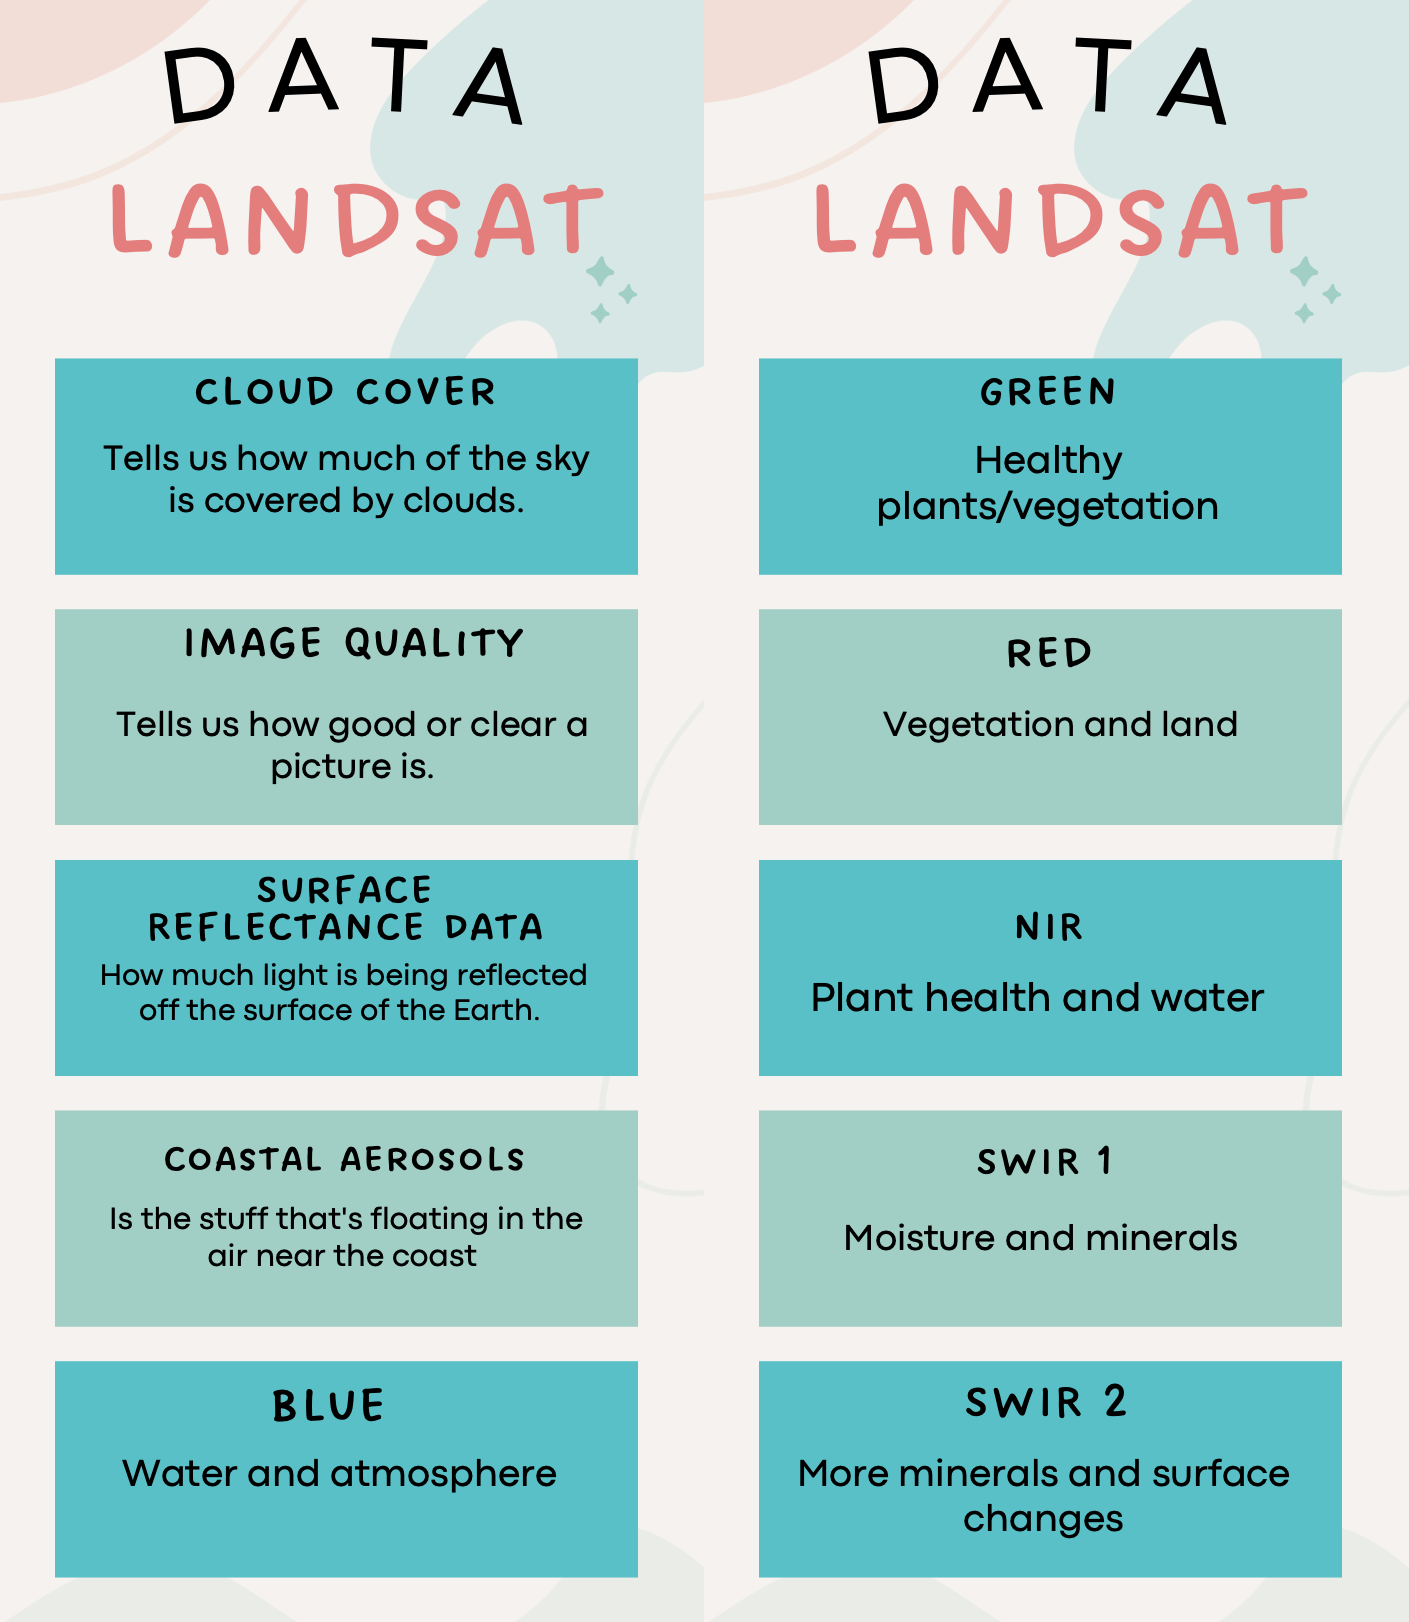 DATA
LANDSAT
CLOUD COVER
Tells us how much of the sky
is covered by clouds.
IMAGE QUALITY
Tells us how good or clear a
picture is.
SURFACE
REFLECTANCE DATA
How much light is being reflected
off the surface of the Earth.
COASTAL AEROSOLS
Is the stuff that's floating in the
air near the coast
BLUE
Water and atmosphere
DATA
LANDSAT
GREEN
Healthy
plants/vegetation
RED
Vegetation and land
NIR
Plant health and water
SWIR 1
Moisture and minerals
SWIR 2
More minerals and surface
changes